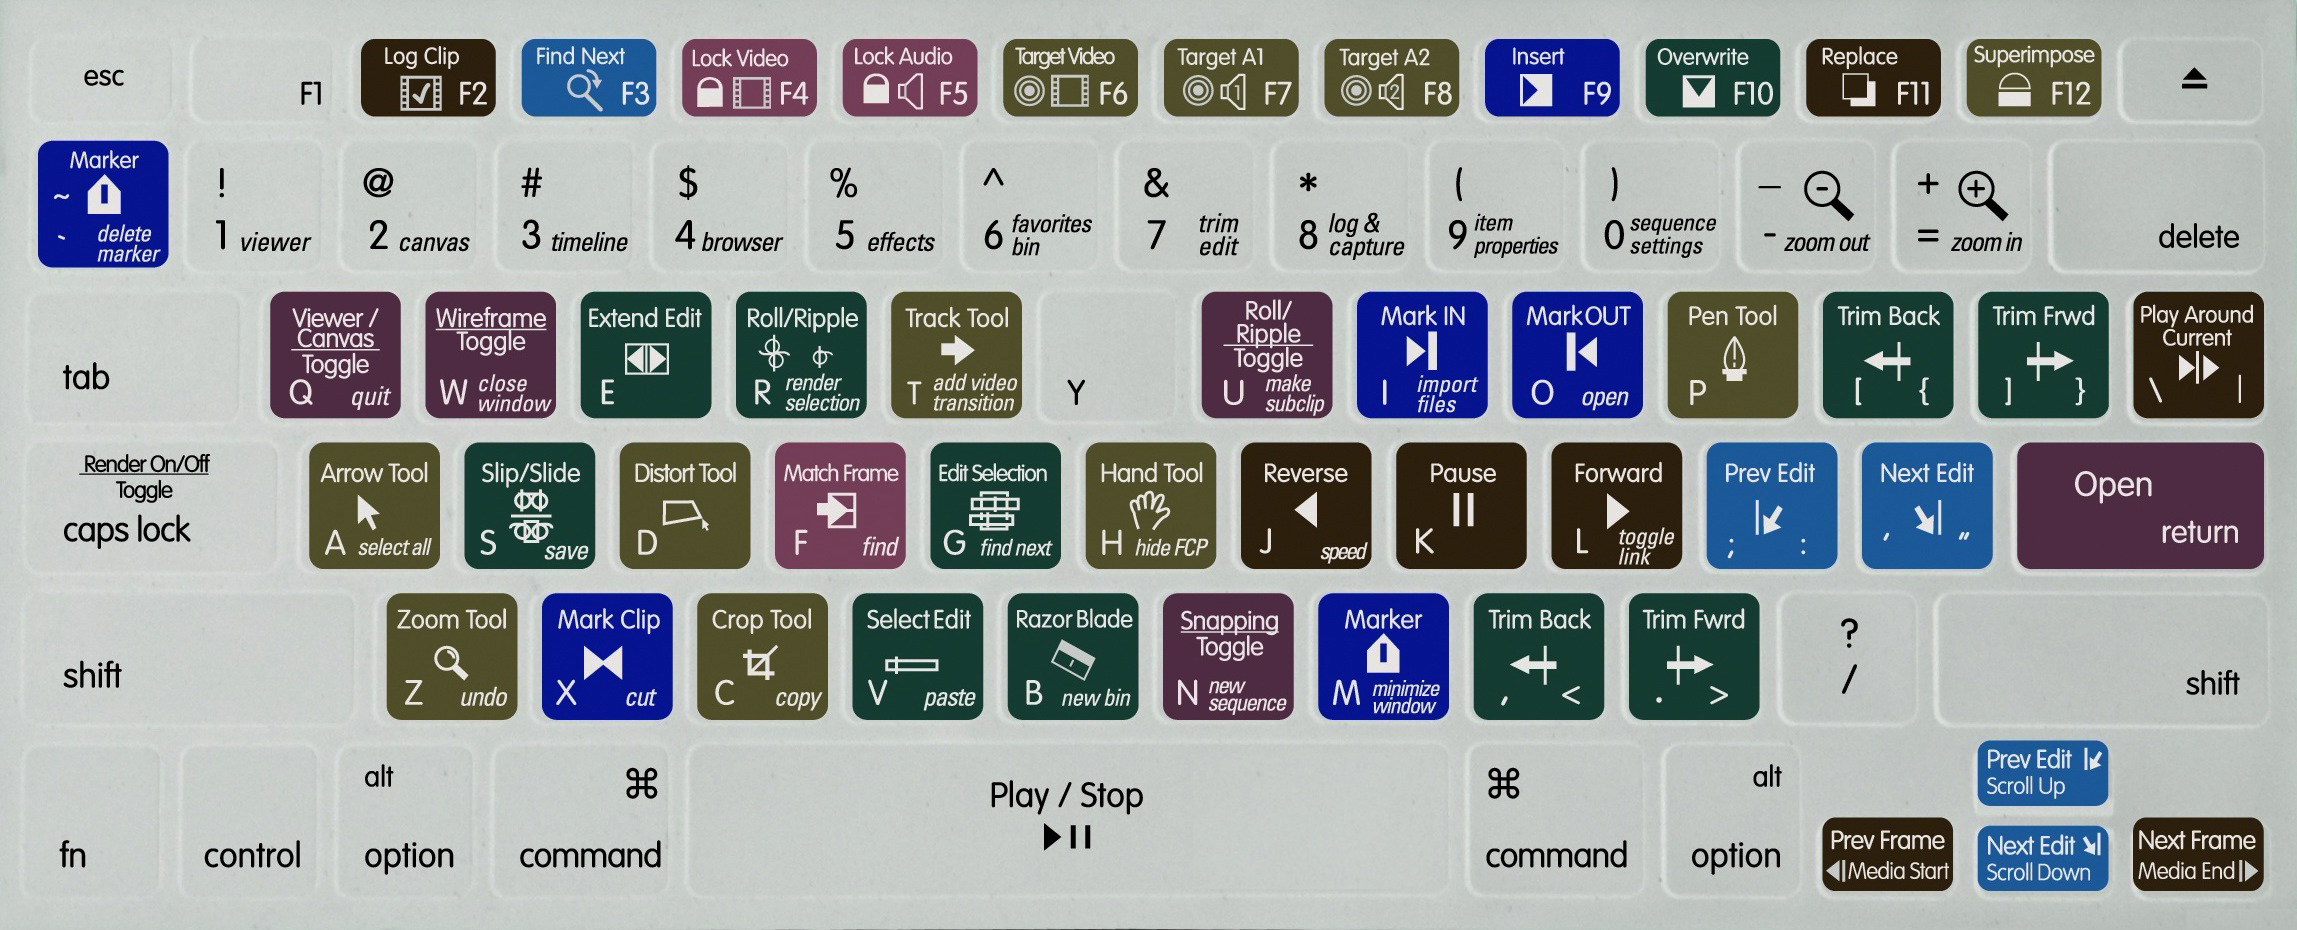 esc
F1
Log Clip
F2
Find Next
F3
Lock Video
F4
Lock Audio
F5
Target Video
F6
Target A1
1 F7
Target A2
2 F8
Insert
F9
Overwrite
F10
Replace
F11
Superimpose
F12
Marker
~
` delete
marker
!
1 viewer
@
2 canvas
#
3 timeline
$
4 browser
%
5 effects
^
6 favorites
bin
&
7 trim
edit
*
8 log &
capture
(
9 item
properties
)
0 sequence
settings
–
- zoom out
+
= zoom in
delete
tab
Viewer /
Canvas
Toggle
Q quit
Wireframe
Toggle
W close
window
Extend Edit
E
Roll/Ripple
R render
selection
Track Tool
T add video
transition
Y
Roll/
Ripple
Toggle
U make
subclip
Mark IN
I import
files
Mark OUT
O open
Pen Tool
P
Trim Back
[ {
Trim Frwd
] }
Play Around
Current
\ |
Render On/Off
Toggle
caps lock
Arrow Tool
A select all
Slip/Slide
S save
Distort Tool
D
Match Frame
F find
Edit Selection
G find next
Hand Tool
H hide FCP
Reverse
J speed
Pause
K
Forward
L toggle
link
Prev Edit
; :
Next Edit
' "
Open
return
shift
Zoom Tool
Z undo
Mark Clip
X cut
Crop Tool
C copy
Select Edit
V paste
Razor Blade
B new bin
Snapping
Toggle
N new
sequence
Marker
M minimize
window
Trim Back
, <
Trim Fwrd
. >
?
/
shift
fn
control
alt
option
⌘
command
Play / Stop
⌘
command
alt
option
Prev Frame
Media Start
Prev Edit
Scroll Up
Next Edit
Scroll Down
Next Frame
Media End